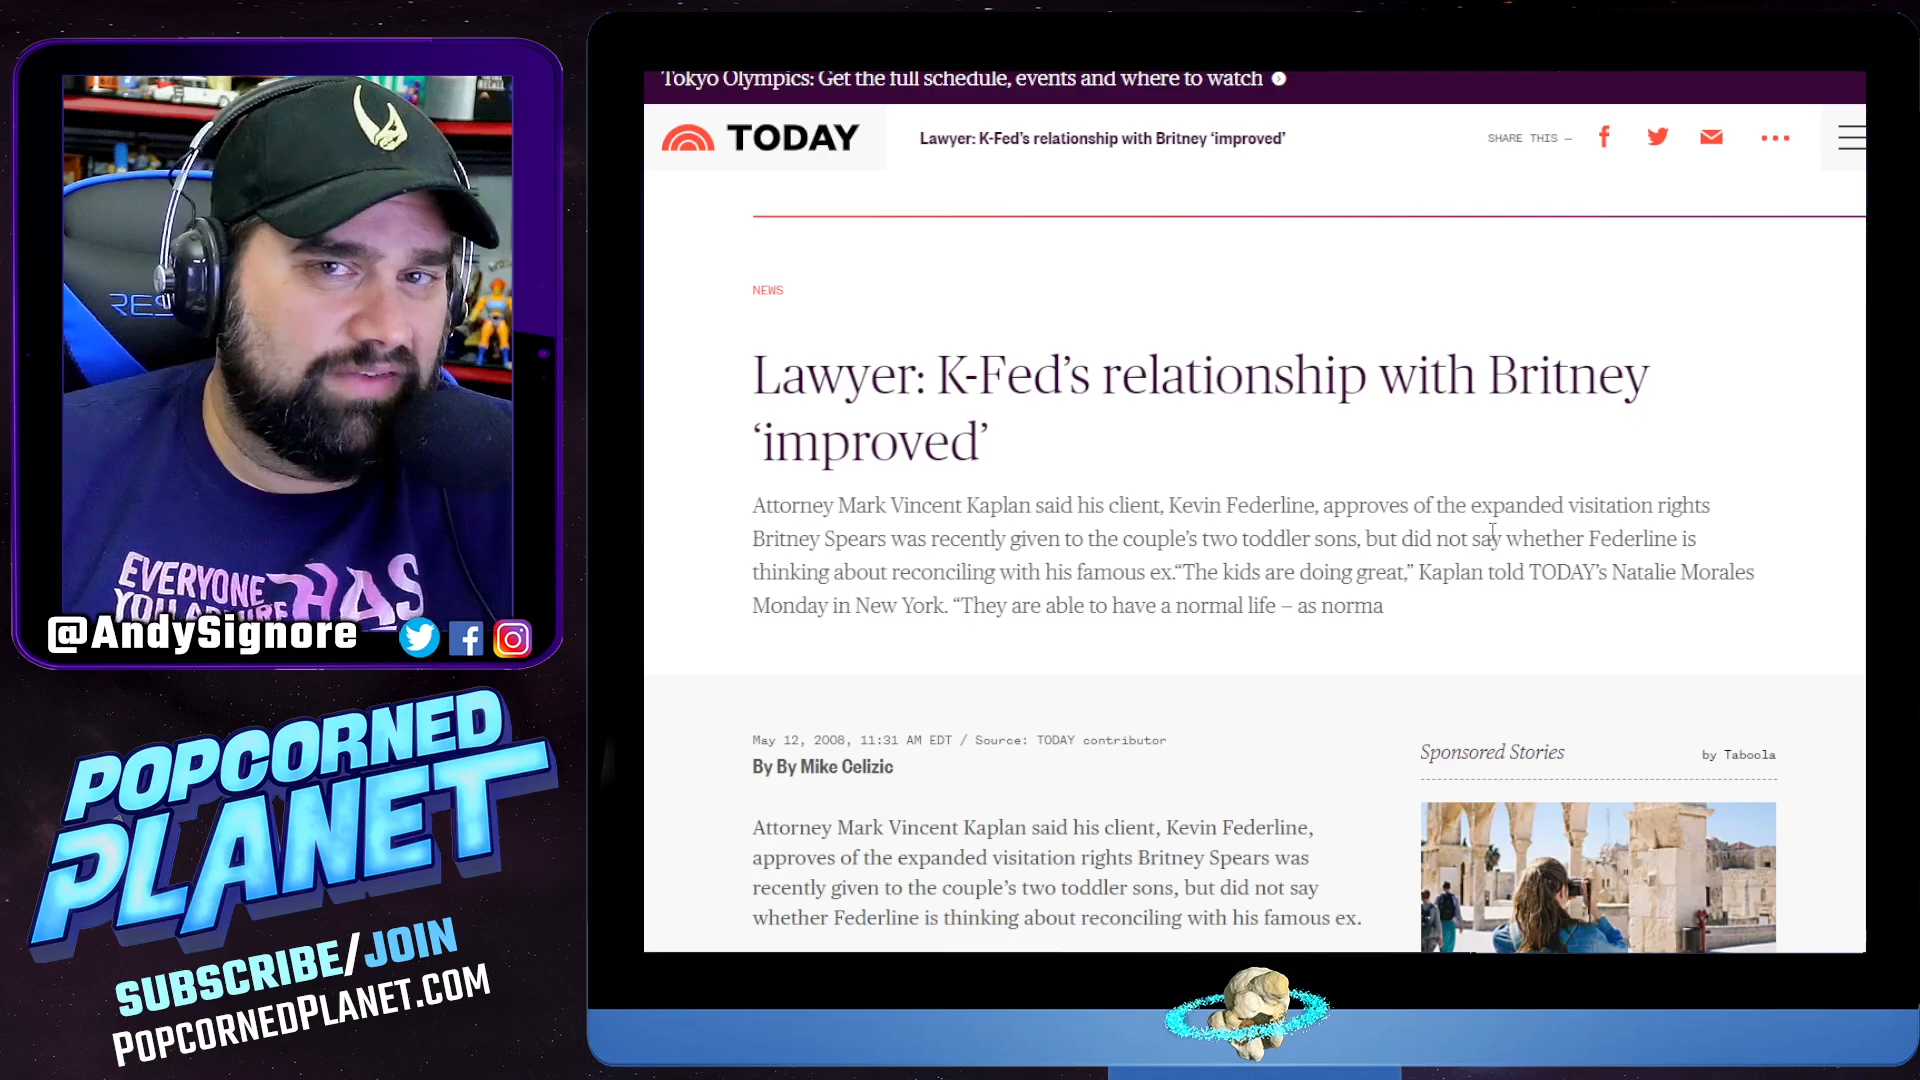 RECALL
RES
EVERYONE
HAS
YOU ADMIRE
@AndySignore
POPCORNED
PLANET
SUBSCRIBE/JOIN
POPCORNEDPLANET.COM
Tokyo Olympics: Get the full schedule, events and where to watch
TODAY
Lawyer: K-Fed’s relationship with Britney ‘improved’
SHARE THIS —
NEWS
Lawyer: K-Fed’s relationship with Britney
‘improved’
Attorney Mark Vincent Kaplan said his client, Kevin Federline, approves of the expanded visitation rights
Britney Spears was recently given to the couple’s two toddler sons, but did not say whether Federline is
thinking about reconciling with his famous ex.“The kids are doing great,” Kaplan told TODAY’s Natalie Morales
Monday in New York. “They are able to have a normal life – as norma
May 12, 2008, 11:31 AM EDT / Source: TODAY contributor
By By Mike Celizic
Attorney Mark Vincent Kaplan said his client, Kevin Federline,
approves of the expanded visitation rights Britney Spears was
recently given to the couple’s two toddler sons, but did not say
whether Federline is thinking about reconciling with his famous ex.
Sponsored Stories
by Taboola